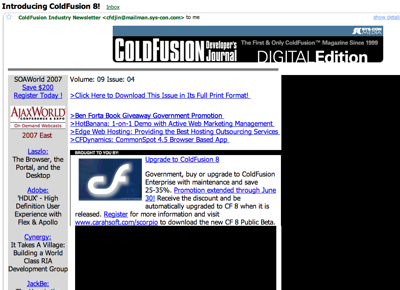 Introducing ColdFusion 8! Inbox
ColdFusion Industry Newsletter <cfdjin@mailman.sys-con.com> to me show details
SYS-CON MEDIA
COLDFUSION Developer's Journal
The First & Only ColdFusion™ Magazine Since 1999
DIGITAL Edition
SOAWorld 2007
Save $200
Register Today !
AJAXWORLD
CONFERENCE & EXPO
On Demand Webcasts
2007 East
Laszlo:
The Browser, the
Portal, and the
Desktop
Adobe:
'HDUX' - High
Definition User
Experience with
Flex & Apollo
Cynergy:
It Takes A Village:
Building a World
Class RIA
Development Group
JackBe:
Volume: 09 Issue: 04
>Click Here to Download This Issue in Its Full Print Format!
>Ben Forta Book Giveaway Government Promotion
>HotBanana: 1-on-1 Demo with Active Web Marketing Management
>Edge Web Hosting: Providing the Best Hosting Outsourcing Services
>CFDynamics: CommonSpot 4.5 Browser Based App
BROUGHT TO YOU BY:
Upgrade to ColdFusion 8
Government, buy or upgrade to ColdFusion
Enterprise with maintenance and save
25-35%. Promotion extended through June
30! Receive the discount and be
automatically upgraded to CF 8 when it is
released. Register for more information and visit
www.carahsoft.com/scorpio to download the new CF 8 Public Beta.